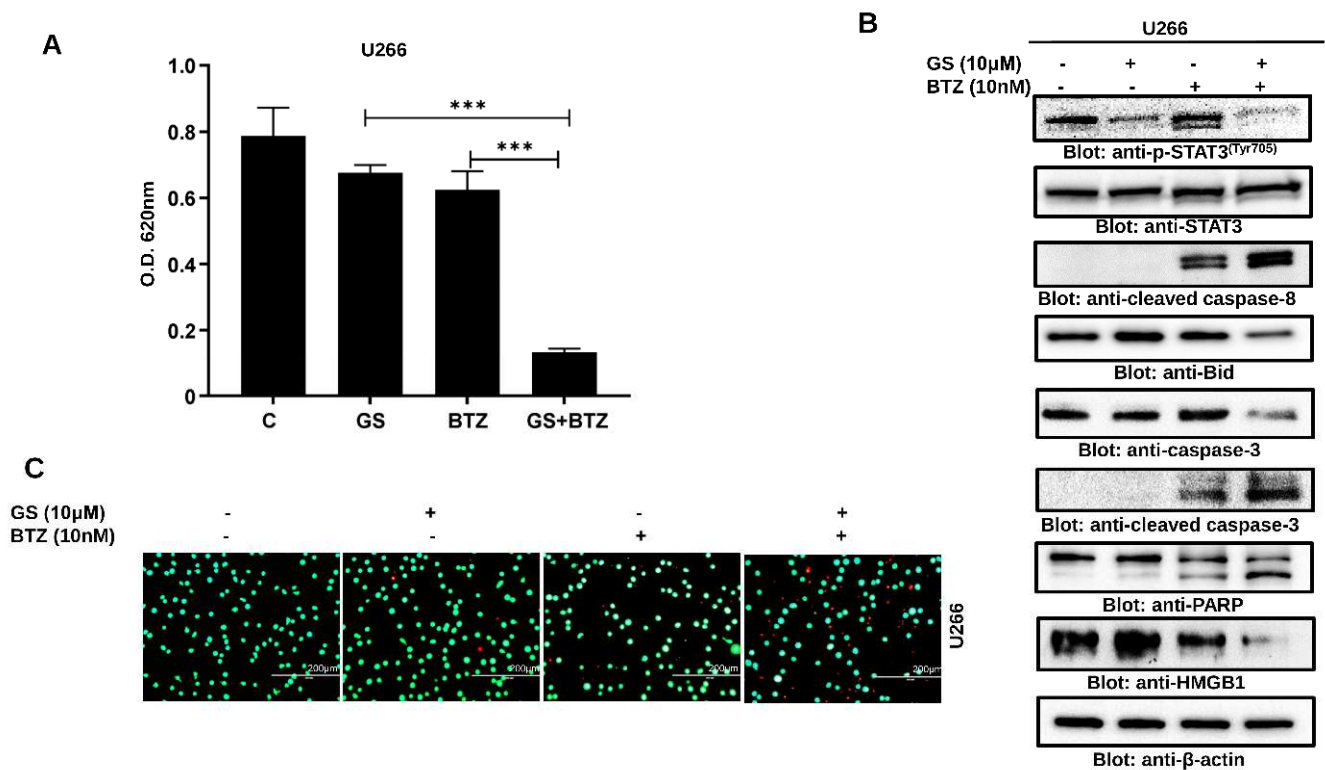 A
U266
1.0
0.8
0.6
0.4
0.2
0
O.D. 620nm
***
***
C GS BTZ GS+BTZ
B
U266
GS (10µM) - + - +
BTZ (10nM) - - + +
Blot: anti-p-STAT3(Tyr705)
Blot: anti-STAT3
Blot: anti-cleaved caspase-8
Blot: anti-Bid
Blot: anti-caspase-3
Blot: anti-cleaved caspase-3
Blot: anti-PARP
Blot: anti-HMGB1
Blot: anti-β-actin
C
GS (10µM) - + - +
BTZ (10nM) - - + +
200µm 200µm 200µm 200µm
U266